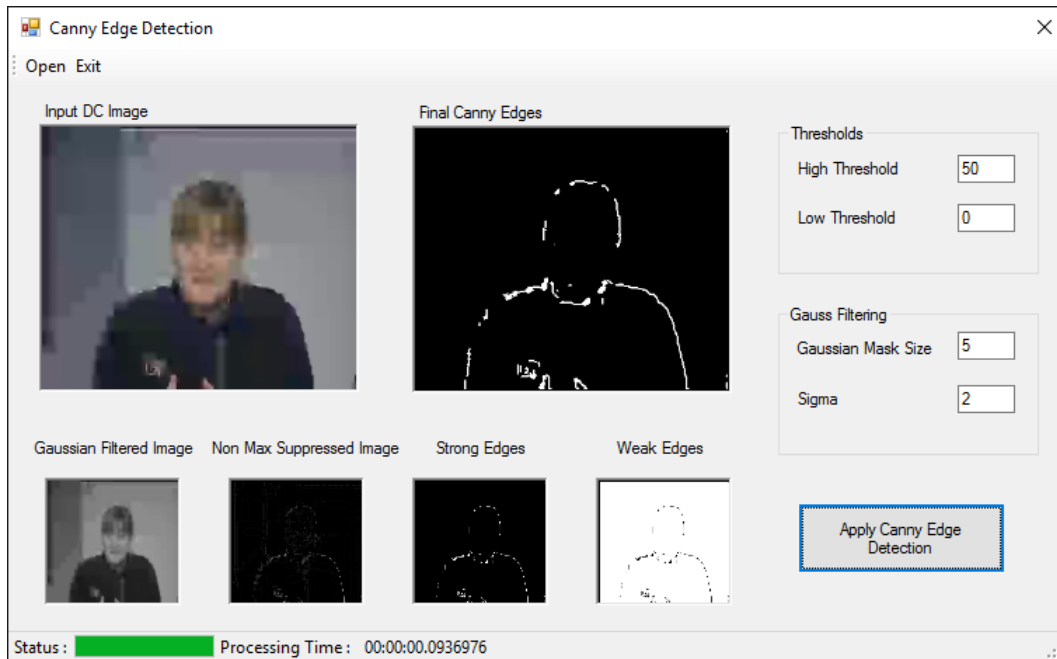 Canny Edge Detection
Open Exit
Input DC Image
Final Canny Edges
Thresholds
High Threshold 50
Low Threshold 0
Gauss Filtering
Gaussian Mask Size 5
Sigma 2
Gaussian Filtered Image
Non Max Suppressed Image
Strong Edges
Weak Edges
Apply Canny Edge
Detection
Status : Processing Time : 00:00:00.0936976